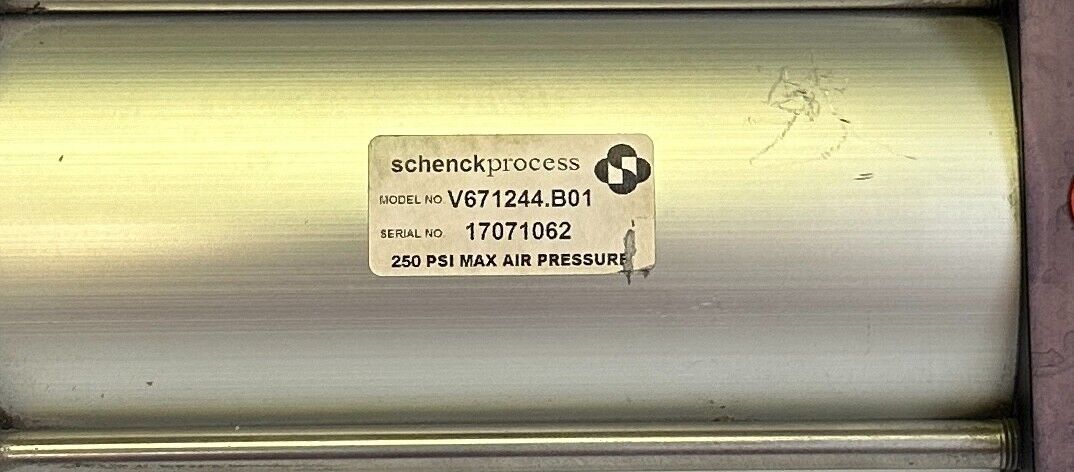 schenckprocess
MODEL NO. V671244.B01
SERIAL NO. 17071062
250 PSI MAX AIR PRESSURE